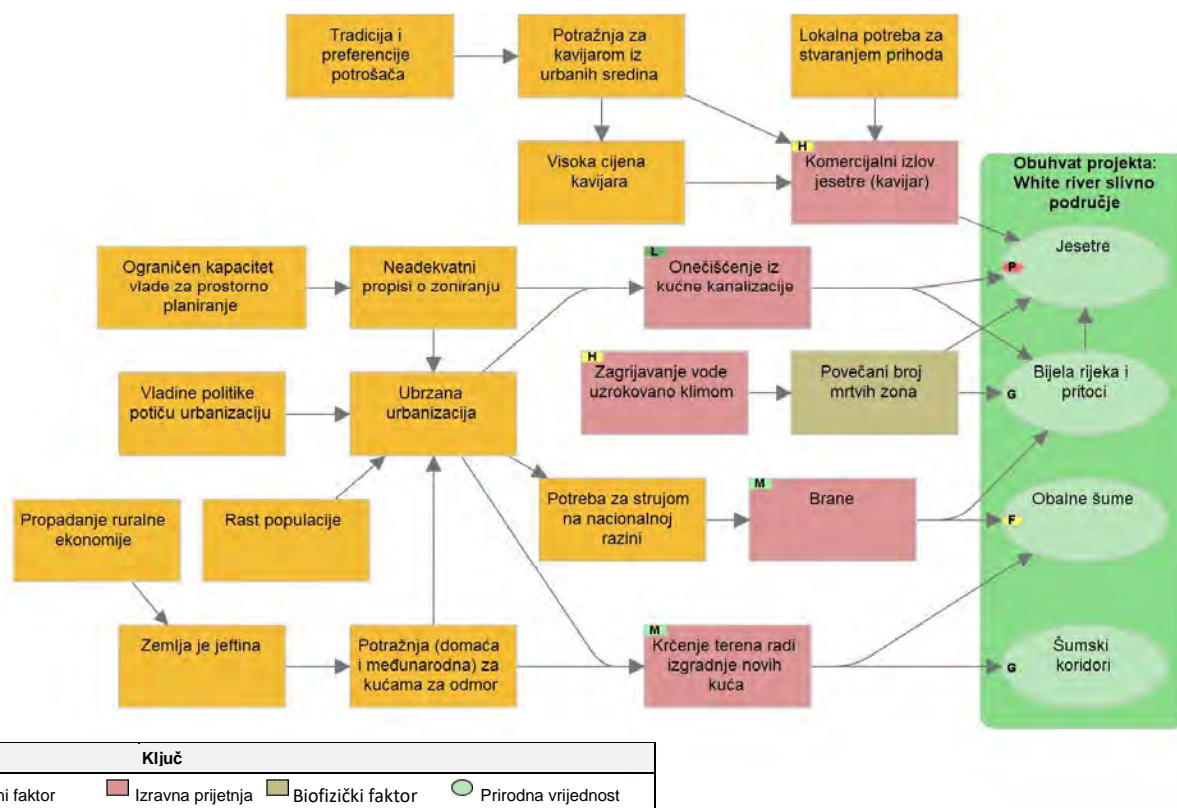 Tradicija i
preferencije
potrošača
Potražnja za
kavijarom iz
urbanih sredina
Lokalna potreba za
stvaranjem prihoda
Visoka cijena
kavijara
H
Komercijalni izlov
jesetre (kavijar)
Obuhvat projekta:
White river slivno
područje
Jesetre
P
Ograničen kapacitet
vlade za prostorno
planiranje
Neadekvatni
propisi o zoniranju
L
Onečišćenje iz
kućne kanalizacije
Vladine politike
potiču urbanizaciju
Ubrzana
urbanizacija
H
Zagrijavanje vode
uzrokovano klimom
Povečani broj
mrtvih zona
Bijela rijeka i
pritoci
G
Propadanje ruralne
ekonomije
Rast populacije
Potreba za strujom
na nacionalnoj
razini
M
Brane
Obalne šume
F
Zemlja je jeftina
Potražnja (domaća
i međunarodna) za
kućama za odmor
M
Krčenje terena radi
izgradnje novih
kuća
Šumski
koridori
G
Ključ
ni faktor
Izravna prijetnja
Biofizički faktor
Prirodna vrijednost